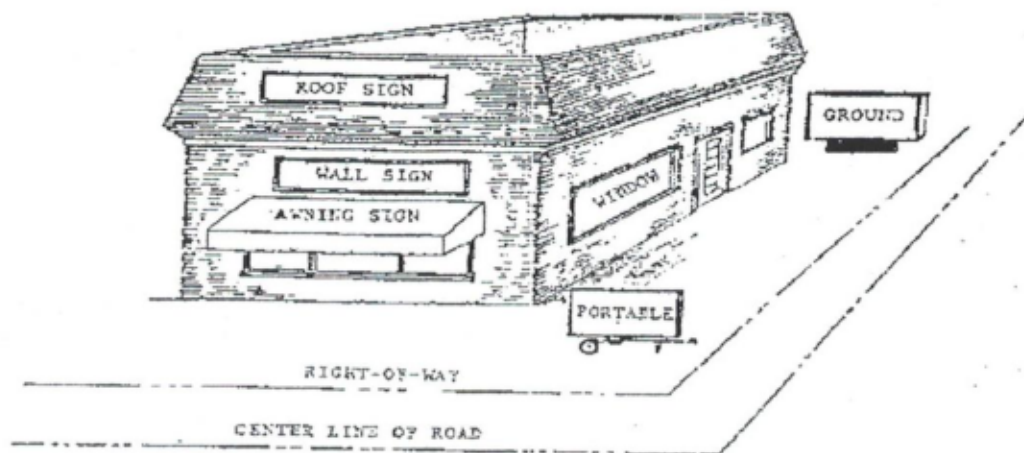 ROOF SIGN
GROUND
WALL SIGN
WINDOW
AWNING SIGN
PORTABLE
RIGHT-OF-WAY
CENTER LINE OF ROAD